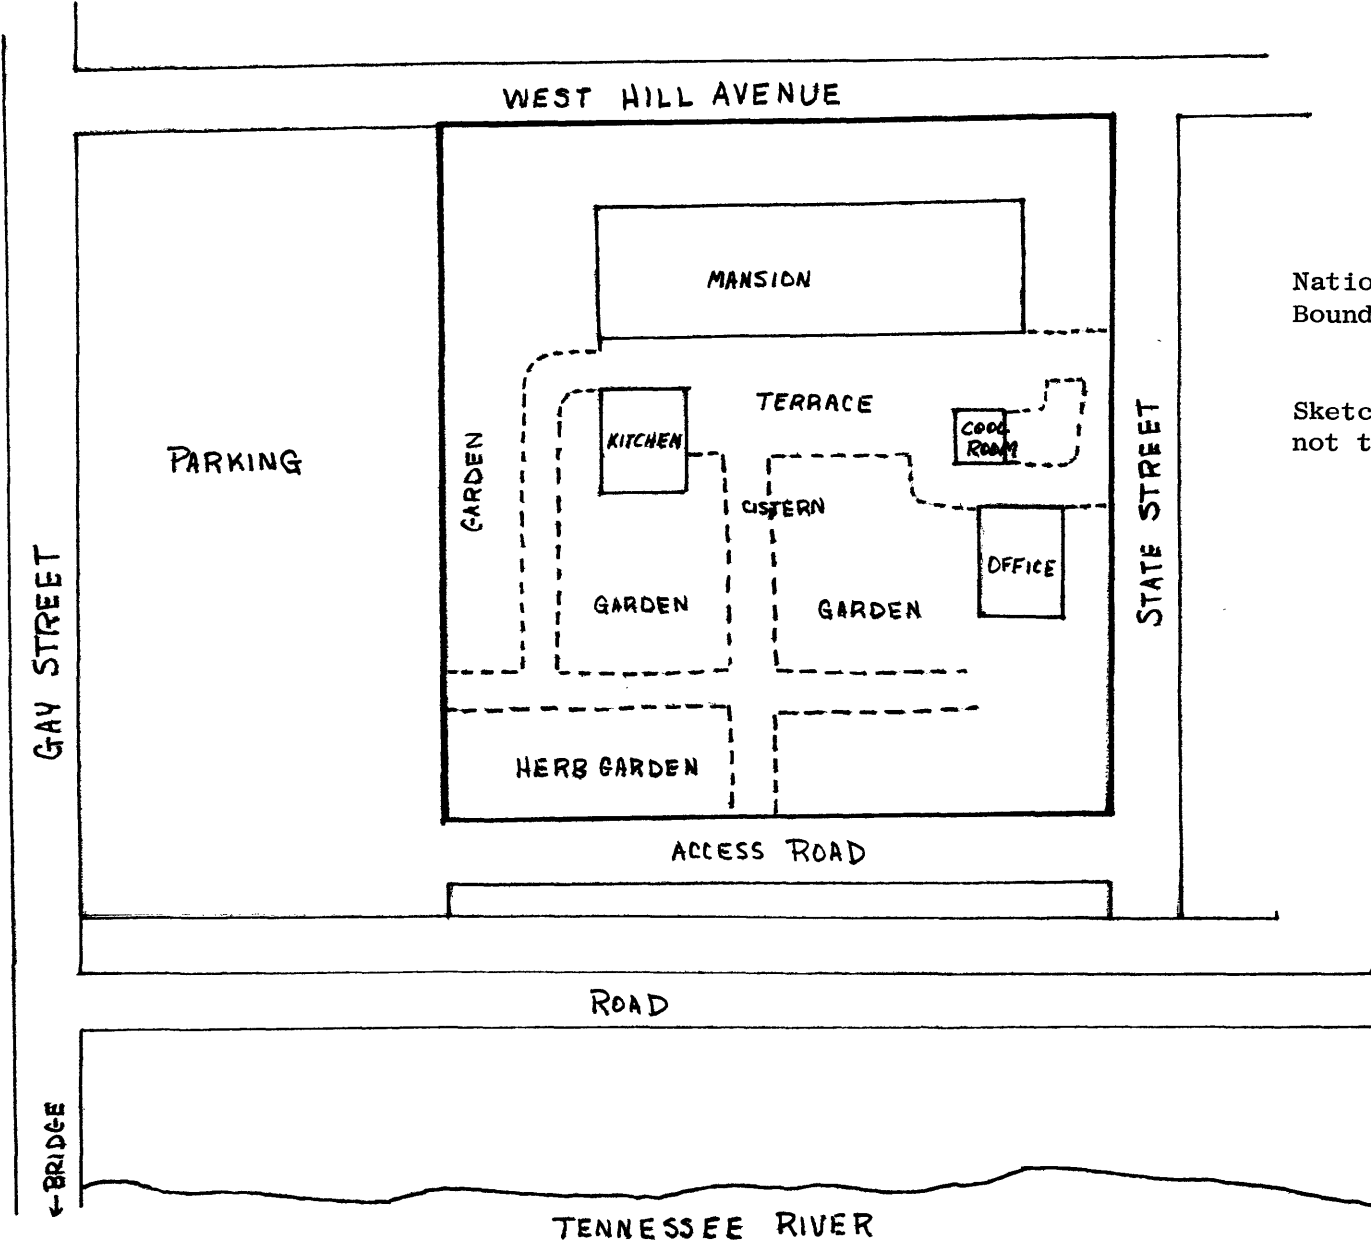 WEST HILL AVENUE
MANSION
Natio
Bound
TERRACE
Sketc
not t
COOL
ROOM
KITCHEN
PARKING
GARDEN
STATE STREET
CISTERN
OFFICE
GARDEN
GARDEN
GAY STREET
HERB GARDEN
ACCESS ROAD
ROAD
←BRIDGE
TENNESSEE RIVER